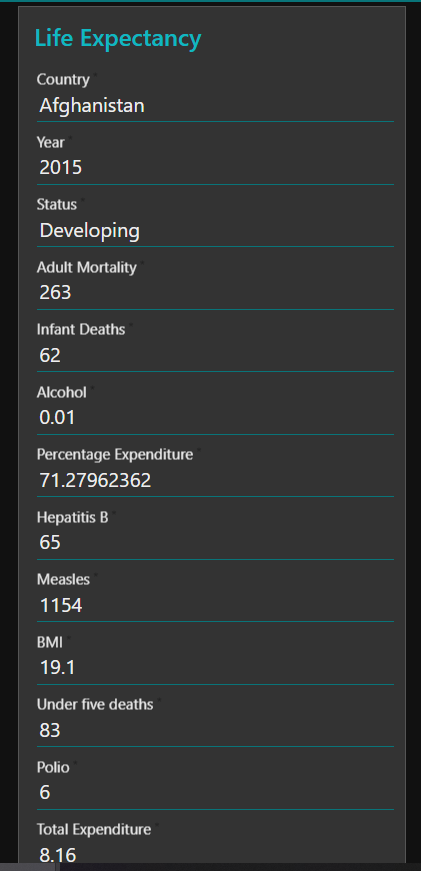 Life Expectancy
Country *
Afghanistan
Year *
2015
Status *
Developing
Adult Mortality *
263
Infant Deaths *
62
Alcohol *
0.01
Percentage Expenditure *
71.27962362
Hepatitis B *
65
Measles *
1154
BMI *
19.1
Under five deaths *
83
Polio *
6
Total Expenditure *
8.16